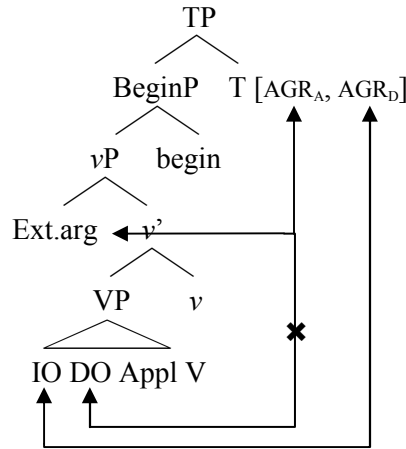 TP
BeginP T [AGR_A, AGR_D]
vP begin
Ext.arg v’
VP v
IO DO Appl V